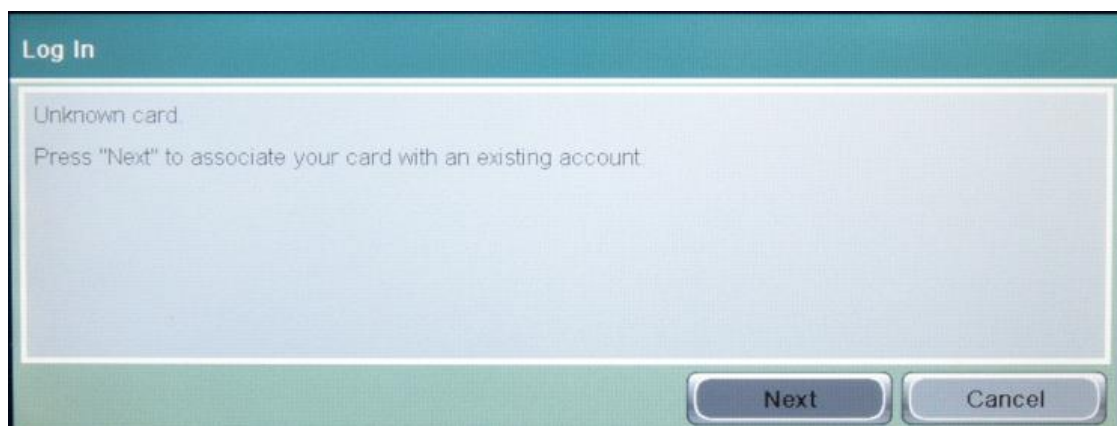 Log In
Unknown card.
Press "Next" to associate your card with an existing account.
Next
Cancel